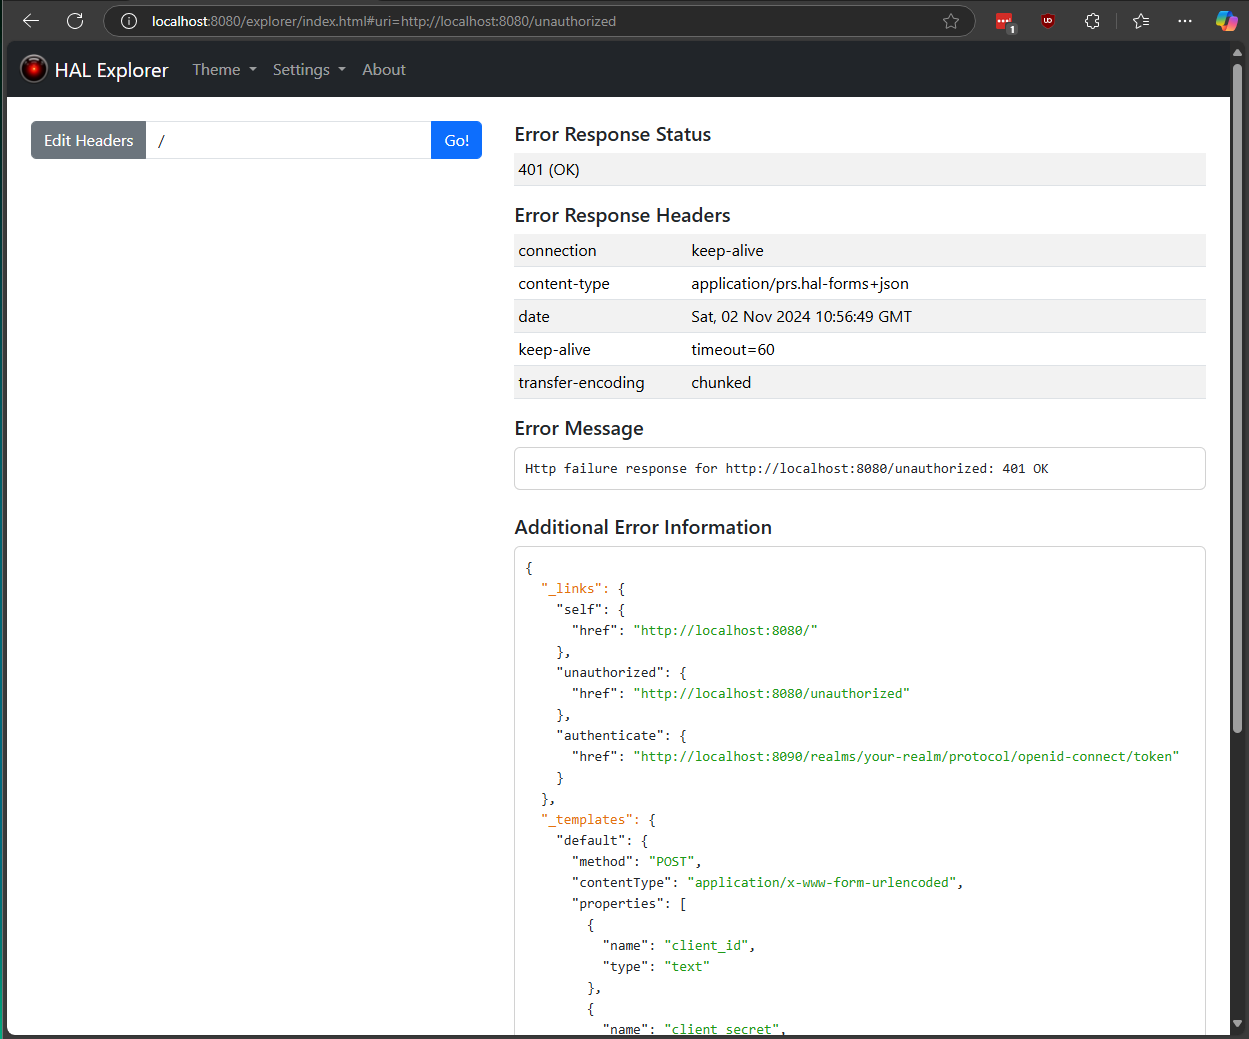 localhost:8080/explorer/index.html#uri=http://localhost:8080/unauthorized
1
HAL Explorer Theme Settings About
Edit Headers / Go!
Error Response Status
401 (OK)
Error Response Headers
connection keep-alive
content-type application/prs.hal-forms+json
date Sat, 02 Nov 2024 10:56:49 GMT
keep-alive timeout=60
transfer-encoding chunked
Error Message
Http failure response for http://localhost:8080/unauthorized: 401 OK
Additional Error Information
{
  "_links": {
    "self": {
      "href": "http://localhost:8080/"
    },
    "unauthorized": {
      "href": "http://localhost:8080/unauthorized"
    },
    "authenticate": {
      "href": "http://localhost:8090/realms/your-realm/protocol/openid-connect/token"
    }
  },
  "_templates": {
    "default": {
      "method": "POST",
      "contentType": "application/x-www-form-urlencoded",
      "properties": [
        {
          "name": "client_id",
          "type": "text"
        },
        {
          "name": "client_secret",